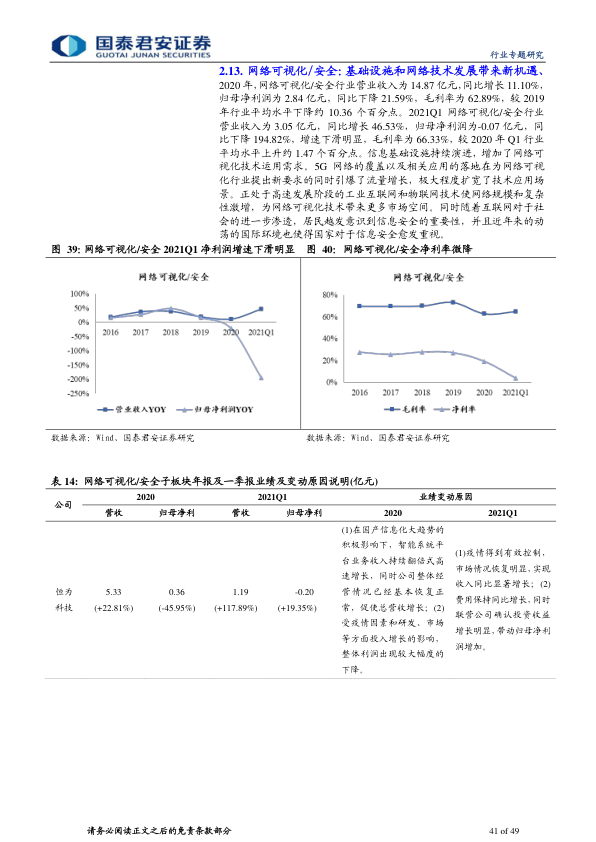 国泰君安证券
GUOTAI JUNAN SECURITIES
行业专题研究
2.13. 网络可视化/安全：基础设施和网络技术发展带来新机遇、
2020 年，网络可视化/安全行业营业收入为 14.87 亿元，同比增长 11.10%，
归母净利润为 2.84 亿元，同比下降 21.59%，毛利率为 62.89%，较 2019
年行业平均水平下降约 10.36 个百分点。2021Q1 网络可视化/安全行业
营业收入为 3.05 亿元，同比增长 46.53%，归母净利润为-0.07 亿元，同
比下降 194.82%，增速下滑明显，毛利率为 66.33%，较 2020 年 Q1 行业
平均水平上升约 1.47 个百分点。信息基础设施持续演进，增加了网络可
视化技术运用需求。5G 网络的覆盖以及相关应用的落地在为网络可视
化行业提出新要求的同时引爆了流量增长，极大程度扩宽了技术应用场
景。正处于高速发展阶段的工业互联网和物联网技术使网络规模和复杂
性激增，为网络可视化技术带来更多市场空间。同时随着互联网对于社
会的进一步渗透，居民越发意识到信息安全的重要性，并且近年来的动
荡的国际环境也使得国家对于信息安全愈发重视。
图 39：网络可视化/安全 2021Q1 净利润增速下滑明显 图 40：网络可视化/安全净利率微降
网络可视化/安全
100%
50%
0%
-50%
-100%
-150%
-200%
-250%
2016 2017 2018 2019 2020 2021Q1
营业收入YOY 归母净利润YOY
网络可视化/安全
80%
60%
40%
20%
0%
2016 2017 2018 2019 2020 2021Q1
毛利率 净利率
数据来源：Wind、国泰君安证券研究 数据来源：Wind、国泰君安证券研究
表 14：网络可视化/安全子板块年报及一季报业绩及变动原因说明(亿元)
公司 2020 2021Q1 业绩变动原因
营收 归母净利 营收 归母净利 2020 2021Q1
恒为
科技
5.33
(+22.81%)
0.36
(-45.95%)
1.19
(+117.89%)
-0.20
(+19.35%)
(1)在国产信息化大趋势的
积极影响下，智能系统平
台业务收入持续翻倍式高
速增长，同时公司整体经
营情况已经基本恢复正
常，促使总营收增长；(2)
受疫情因素和研发、市场
等方面投入增长的影响，
整体利润出现较大幅度的
下降。
(1)疫情得到有效控制，
市场情况恢复明显，实现
收入同比显著增长；(2)
费用保持同比增长，同时
联营公司确认投资收益
增长明显，带动归母净利
润增加。
请务必阅读正文之后的免责条款部分
41 of 49